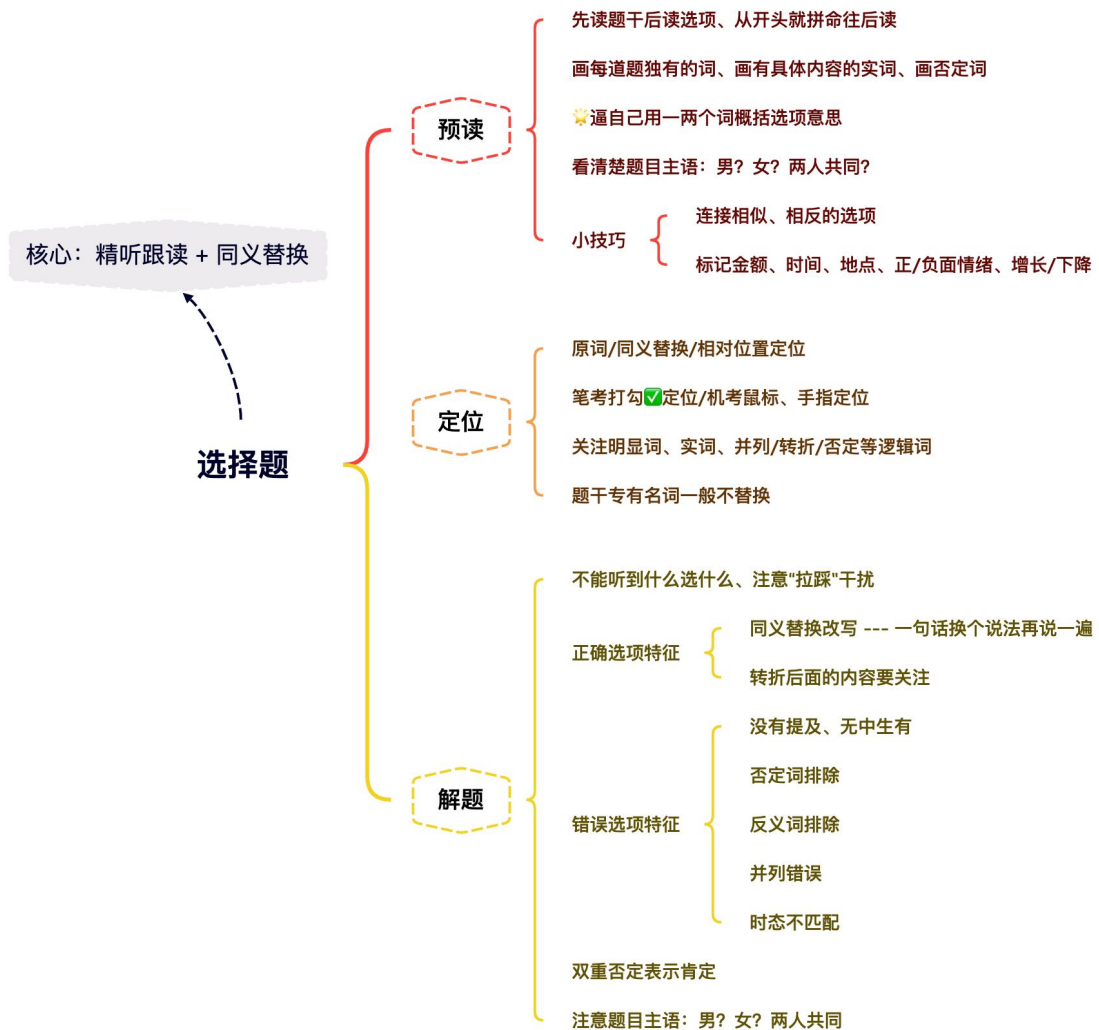 核心：精听跟读 + 同义替换
选择题
预读
先读题干后读选项、从开头就拼命往后读
画每道题独有的词、画有具体内容的实词、画否定词
🌟逼自己用一两个词概括选项意思
看清楚题目主语：男？女？两人共同？
小技巧
连接相似、相反的选项
标记金额、时间、地点、正/负面情绪、增长/下降
定位
原词/同义替换/相对位置定位
笔考打勾✅定位/机考鼠标、手指定位
关注明显词、实词、并列/转折/否定等逻辑词
题干专有名词一般不替换
解题
不能听到什么选什么、注意"拉踩"干扰
正确选项特征
同义替换改写 --- 一句话换个说法再说一遍
转折后面的内容要关注
错误选项特征
没有提及、无中生有
否定词排除
反义词排除
并列错误
时态不匹配
双重否定表示肯定
注意题目主语：男？女？两人共同